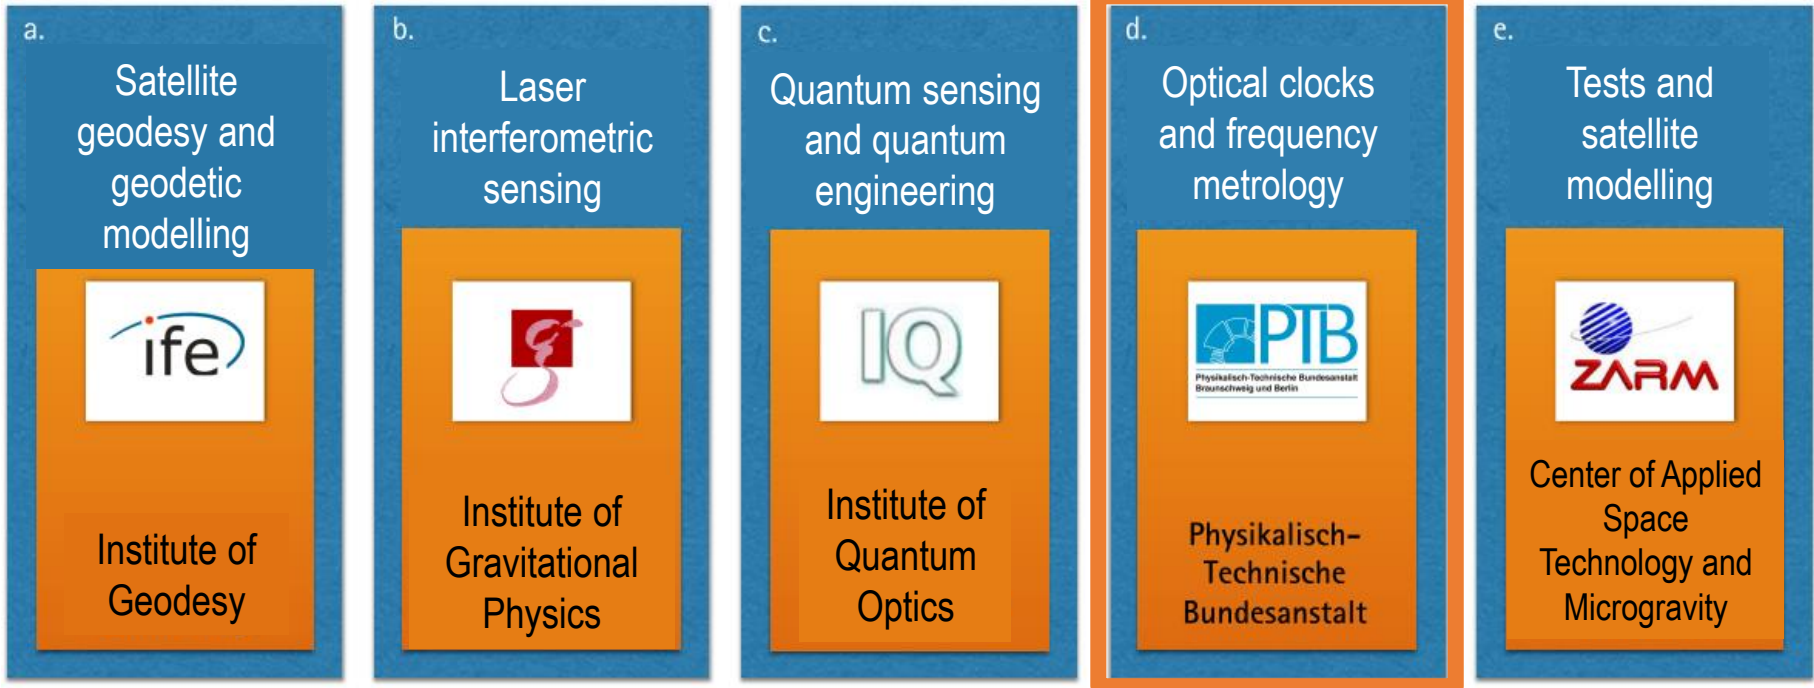 a.
Satellite
geodesy and
geodetic
modelling
ife
Institute of
Geodesy
b.
Laser
interferometric
sensing
g
Institute of
Gravitational
Physics
c.
Quantum sensing
and quantum
engineering
IQ
Institute of
Quantum
Optics
d.
Optical clocks
and frequency
metrology
PTB
Physikalisch-Technische Bundesanstalt
Braunschweig und Berlin
Physikalisch-
Technische
Bundesanstalt
e.
Tests and
satellite
modelling
ZARM
Center of Applied
Space
Technology and
Microgravity